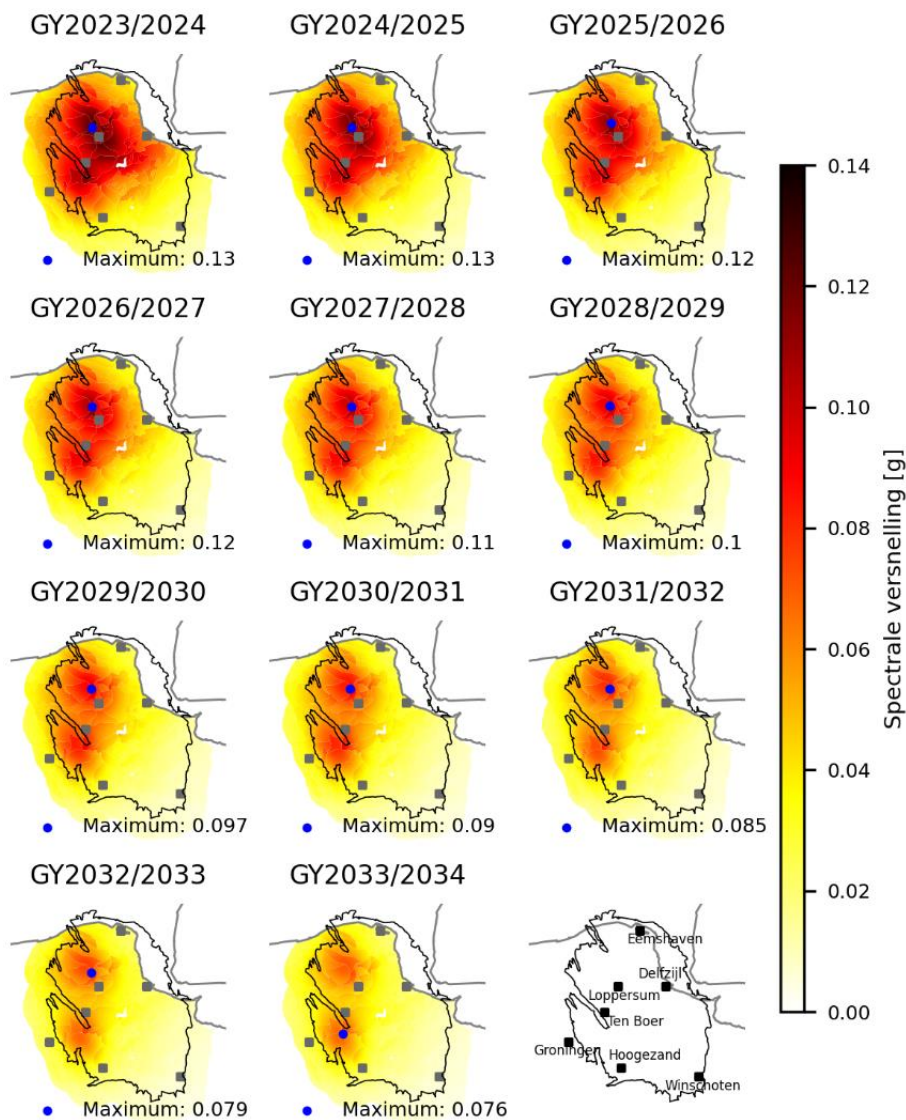 GY2023/2024 GY2024/2025 GY2025/2026
Maximum: 0.13 Maximum: 0.13 Maximum: 0.12
GY2026/2027 GY2027/2028 GY2028/2029
Maximum: 0.12 Maximum: 0.11 Maximum: 0.1
GY2029/2030 GY2030/2031 GY2031/2032
Maximum: 0.097 Maximum: 0.09 Maximum: 0.085
GY2032/2033 GY2033/2034
Maximum: 0.079 Maximum: 0.076
Eemshaven
Delfzijl
Loppersum
Ten Boer
Groningen
Hoogezand
Winschoten
0.14
0.12
0.10
0.08
0.06
0.04
0.02
0.00
Spectrale versnelling [g]